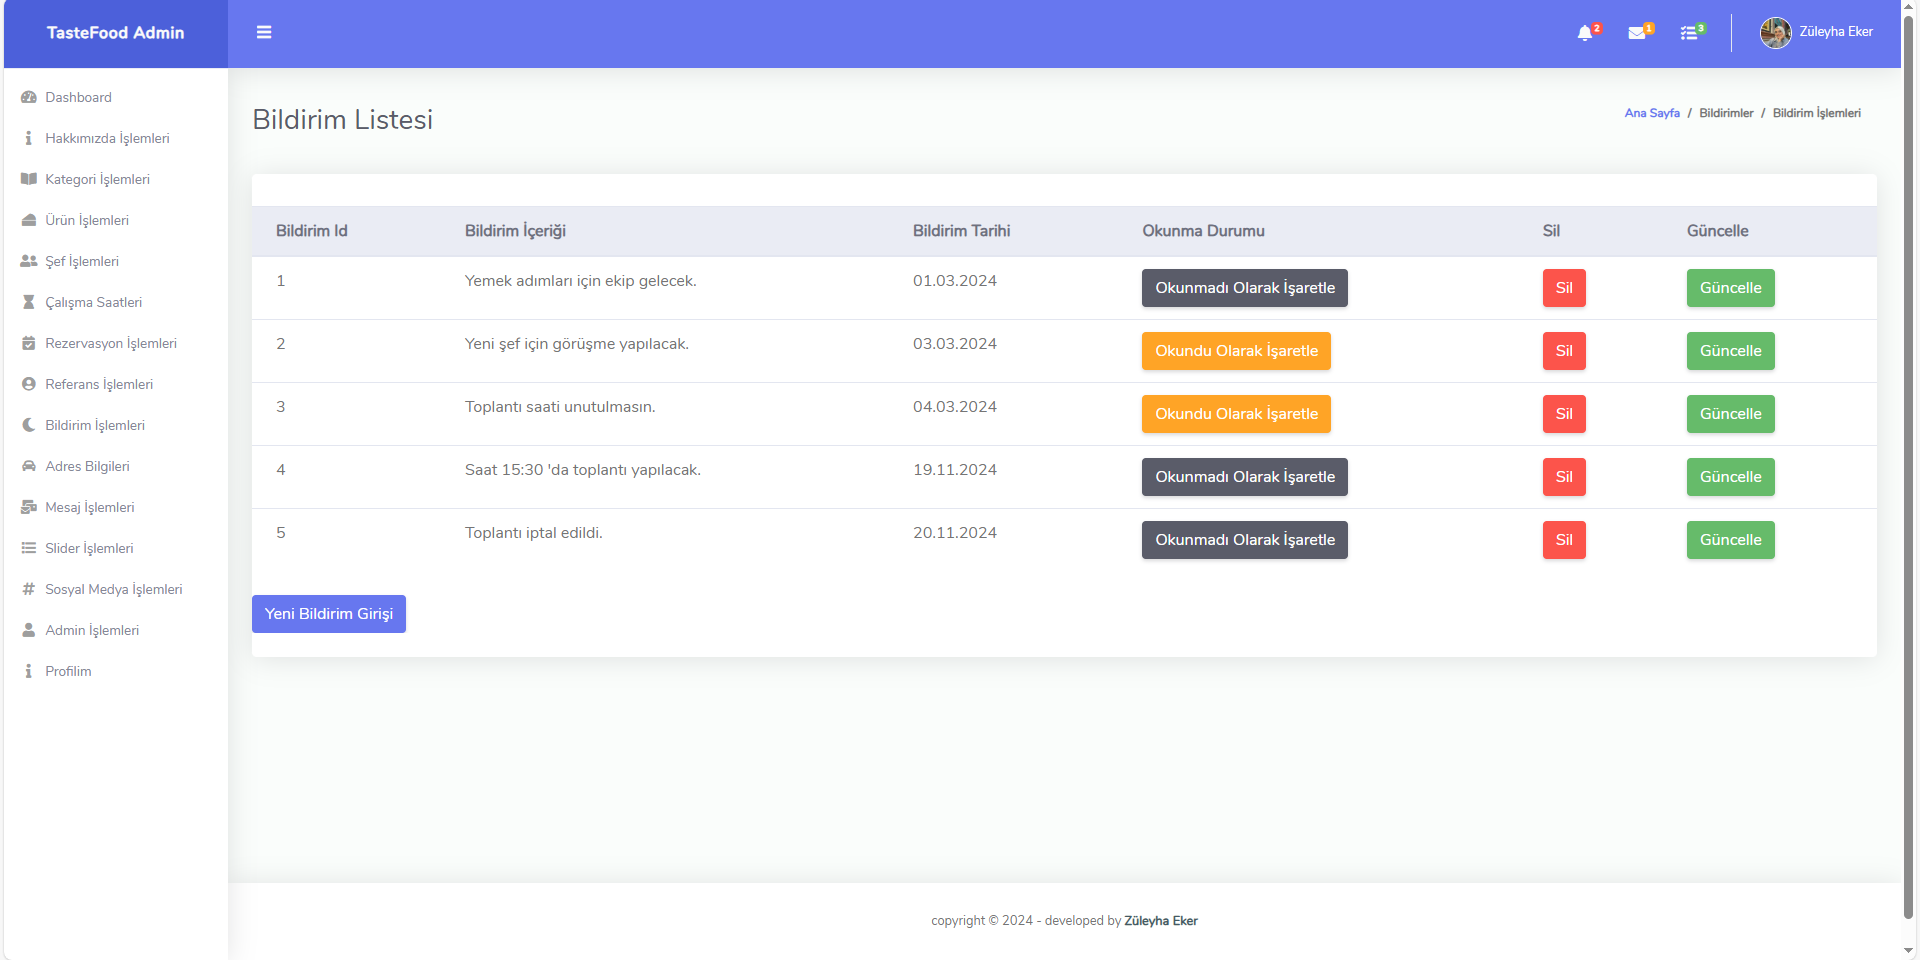 TasteFood Admin
2
1
3
Züleyha Eker
Dashboard
Hakkımızda İşlemleri
Kategori İşlemleri
Ürün İşlemleri
Şef İşlemleri
Çalışma Saatleri
Rezervasyon İşlemleri
Referans İşlemleri
Bildirim İşlemleri
Adres Bilgileri
Mesaj İşlemleri
Slider İşlemleri
Sosyal Medya İşlemleri
Admin İşlemleri
Profilim
Bildirim Listesi
Ana Sayfa / Bildirimler / Bildirim İşlemleri
Bildirim Id Bildirim İçeriği Bildirim Tarihi Okunma Durumu Sil Güncelle
1 Yemek adımları için ekip gelecek. 01.03.2024 Okunmadı Olarak İşaretle Sil Güncelle
2 Yeni şef için görüşme yapılacak. 03.03.2024 Okundu Olarak İşaretle Sil Güncelle
3 Toplantı saati unutulmasın. 04.03.2024 Okundu Olarak İşaretle Sil Güncelle
4 Saat 15:30 'da toplantı yapılacak. 19.11.2024 Okunmadı Olarak İşaretle Sil Güncelle
5 Toplantı iptal edildi. 20.11.2024 Okunmadı Olarak İşaretle Sil Güncelle
Yeni Bildirim Girişi
copyright © 2024 - developed by Züleyha Eker